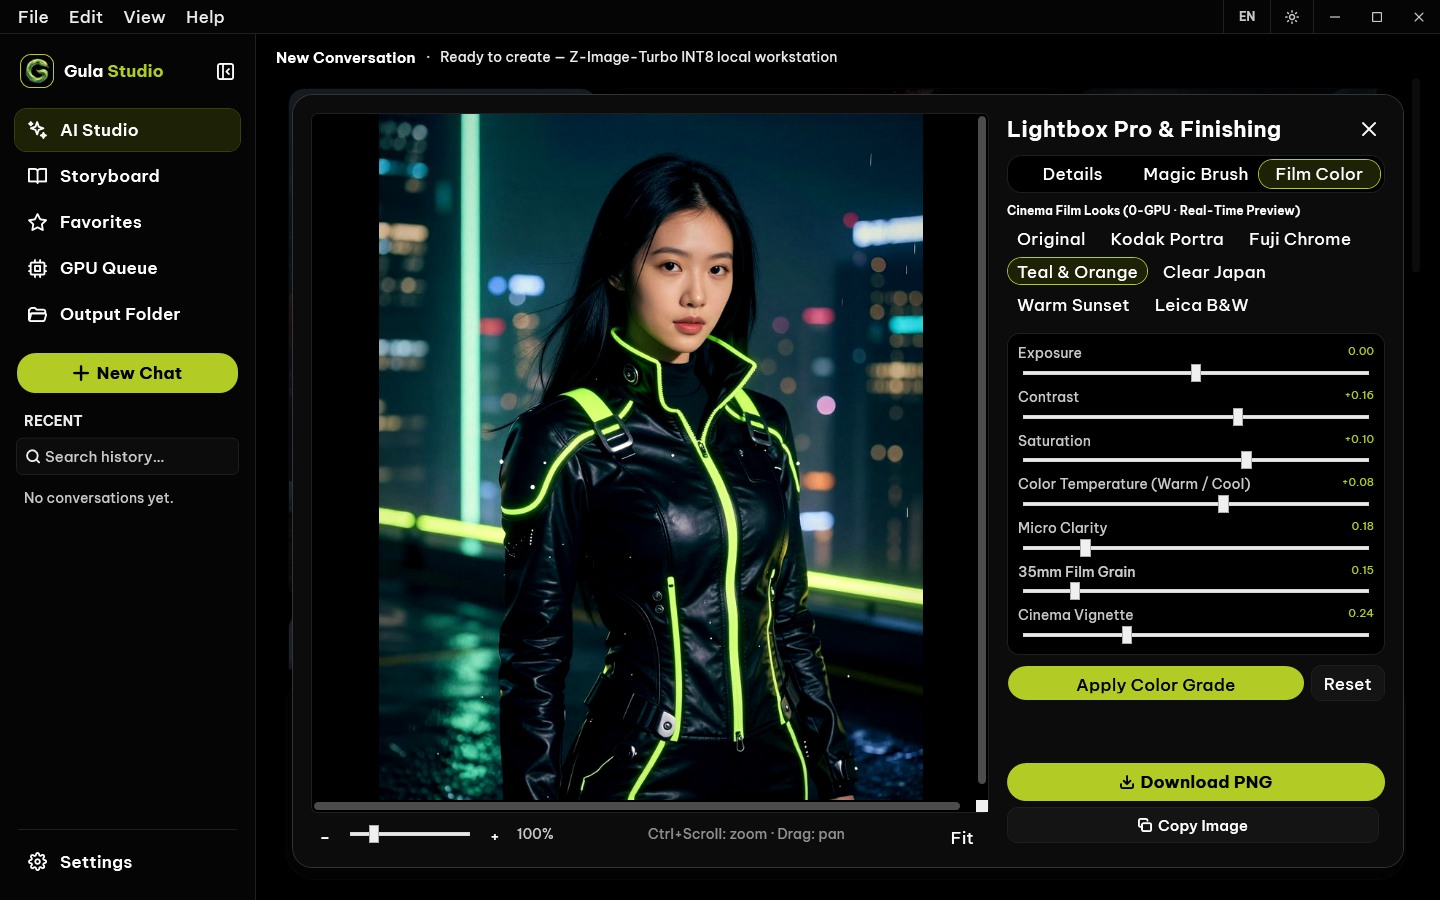 File Edit View Help
EN
Gula Studio
New Conversation · Ready to create — Z-Image-Turbo INT8 local workstation
AI Studio
Storyboard
Favorites
GPU Queue
Output Folder
+ New Chat
RECENT
Search history...
No conversations yet.
Settings
- + 100%
Ctrl+Scroll: zoom · Drag: pan
Fit
Lightbox Pro & Finishing
Details Magic Brush Film Color
Cinema Film Looks (0-GPU · Real-Time Preview)
Original Kodak Portra Fuji Chrome
Teal & Orange Clear Japan
Warm Sunset Leica B&W
Exposure 0.00
Contrast +0.16
Saturation +0.10
Color Temperature (Warm / Cool) +0.08
Micro Clarity 0.18
35mm Film Grain 0.15
Cinema Vignette 0.24
Apply Color Grade Reset
Download PNG
Copy Image